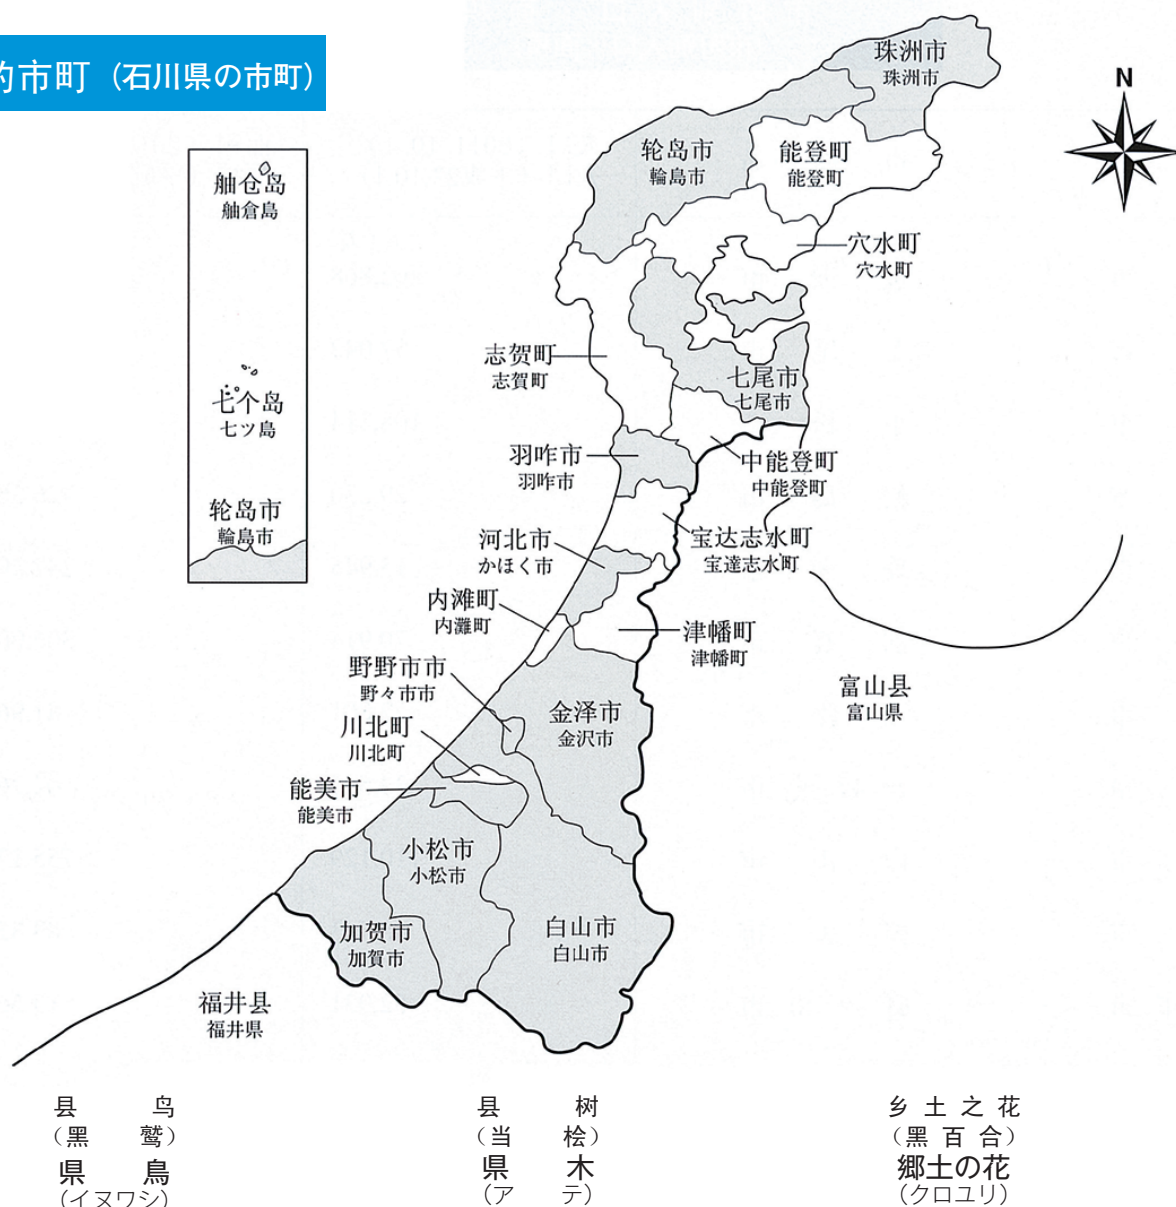 的市町（石川県の市町）
N
珠洲市
珠洲市
轮岛市
輪島市
能登町
能登町
舳仓岛
舳倉島
穴水町
穴水町
志贺町
志賀町
七个岛
七ツ島
七尾市
七尾市
羽咋市
羽咋市
中能登町
中能登町
轮岛市
輪島市
宝达志水町
宝達志水町
河北市
かほく市
内滩町
内灘町
津幡町
津幡町
野野市市
野々市市
富山县
富山県
金泽市
金沢市
川北町
川北町
能美市
能美市
小松市
小松市
加贺市
加賀市
白山市
白山市
福井县
福井県
县鸟
（黑鹫）
県鳥
（イヌワシ）
县树
（当桧）
県木
（アテ）
乡土之花
（黑百合）
郷土の花
（クロユリ）